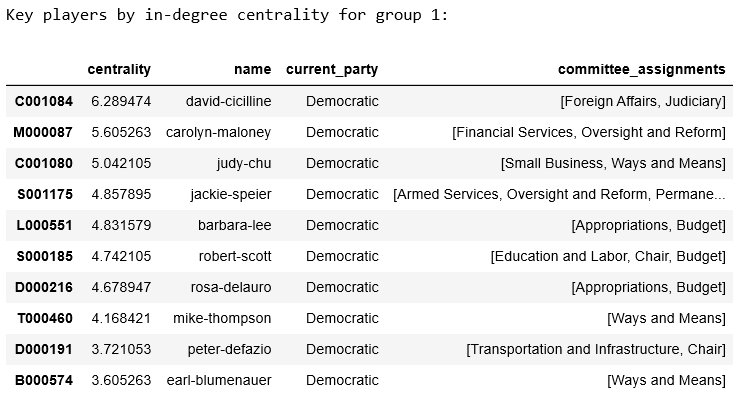 Key players by in-degree centrality for group 1:
centrality name current_party committee_assignments
C001084 6.289474 david-cicilline Democratic [Foreign Affairs, Judiciary]
M000087 5.605263 carolyn-maloney Democratic [Financial Services, Oversight and Reform]
C001080 5.042105 judy-chu Democratic [Small Business, Ways and Means]
S001175 4.857895 jackie-speier Democratic [Armed Services, Oversight and Reform, Permane...
L000551 4.831579 barbara-lee Democratic [Appropriations, Budget]
S000185 4.742105 robert-scott Democratic [Education and Labor, Chair, Budget]
D000216 4.678947 rosa-delauro Democratic [Appropriations, Budget]
T000460 4.168421 mike-thompson Democratic [Ways and Means]
D000191 3.721053 peter-defazio Democratic [Transportation and Infrastructure, Chair]
B000574 3.605263 earl-blumenauer Democratic [Ways and Means]